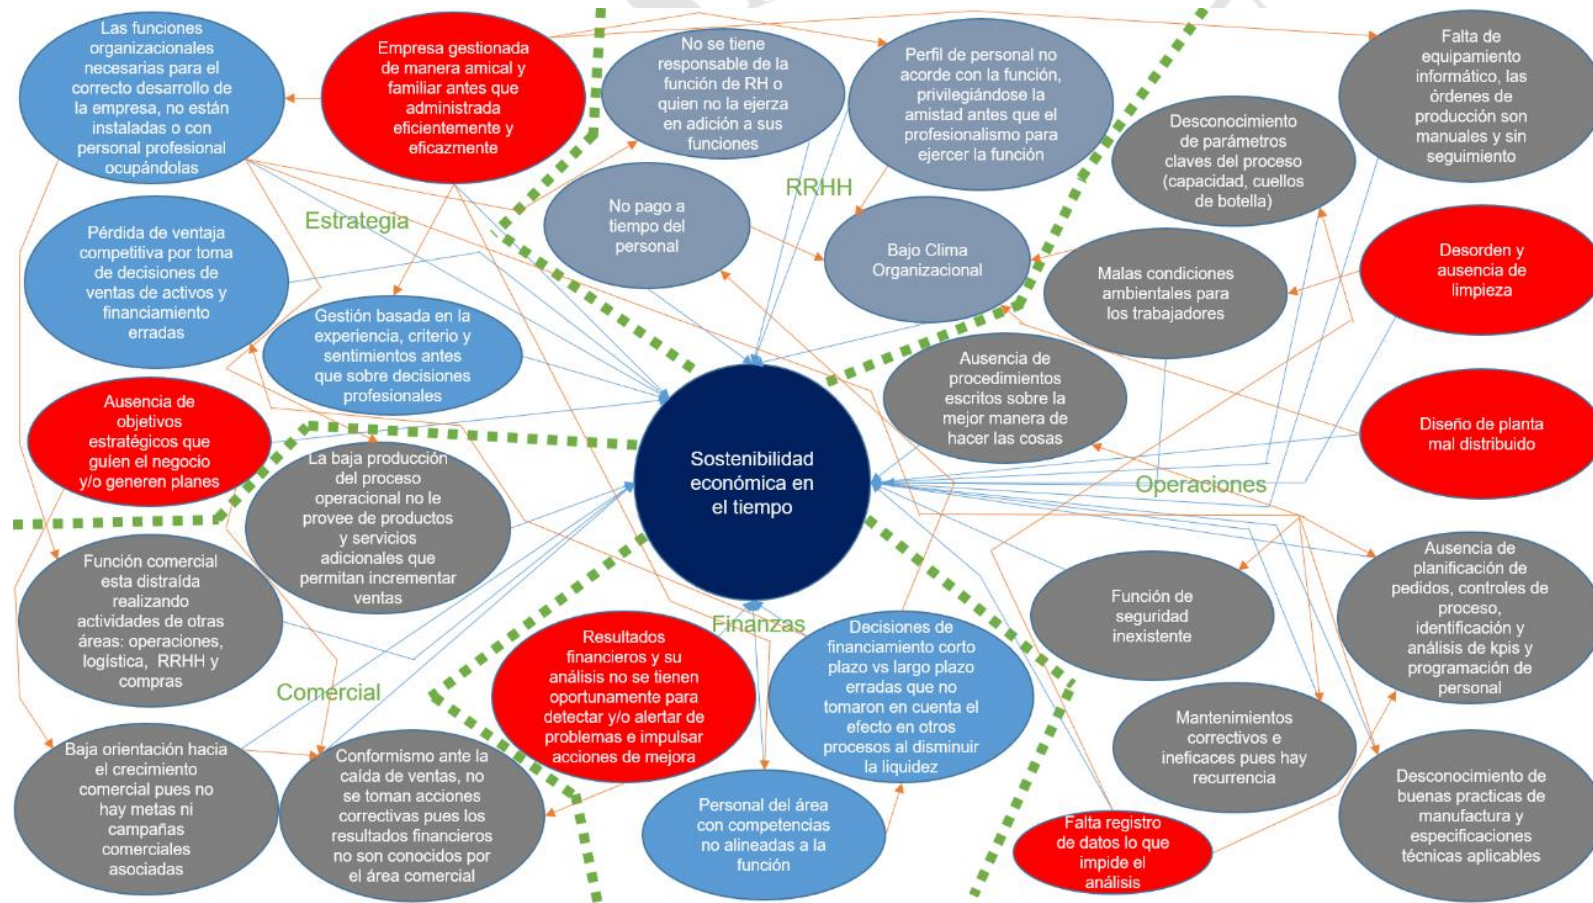 Las funciones
organizacionales
necesarias para el
correcto desarrollo de
la empresa, no están
instaladas o con
personal profesional
ocupándolas
Empresa gestionada
de manera amical y
familiar antes que
administrada
eficientemente y
eficazmente
No se tiene
responsable de la
función de RH o
quien no la ejerza
en adición a sus
funciones
Perfil de personal no
acorde con la función,
privilegiándose la
amistad antes que el
profesionalismo para
ejercer la función
Falta de
equipamiento
informático, las
órdenes de
producción son
manuales y sin
seguimiento
Desconocimiento
de parámetros
claves del proceso
(capacidad, cuellos
de botella)
RRHH
Estrategia
No pago a
tiempo del
personal
Bajo Clima
Organizacional
Pérdida de ventaja
competitiva por toma
de decisiones de
ventas de activos y
financiamiento
erradas
Malas condiciones
ambientales para
los trabajadores
Desorden y
ausencia de
limpieza
Gestión basada en la
experiencia, criterio y
sentimientos antes
que sobre decisiones
profesionales
Ausencia de
procedimientos
escritos sobre la
mejor manera de
hacer las cosas
Ausencia de
objetivos
estratégicos que
guíen el negocio
y/o generen planes
Diseño de planta
mal distribuido
Sostenibilidad
económica en
el tiempo
Operaciones
La baja producción
del proceso
operacional no le
provee de productos
y servicios
adicionales que
permitan incrementar
ventas
Función comercial
esta distraída
realizando
actividades de otras
áreas: operaciones,
logística, RRHH y
compras
Función de
seguridad
inexistente
Ausencia de
planificación de
pedidos, controles de
proceso,
identificación y
análisis de kpis y
programación de
personal
Finanzas
Comercial
Resultados
financieros y su
análisis no se tienen
oportunamente para
detectar y/o alertar de
problemas e impulsar
acciones de mejora
Decisiones de
financiamiento corto
plazo vs largo plazo
erradas que no
tomaron en cuenta el
efecto en otros
procesos al disminuir
la liquidez
Mantenimientos
correctivos e
ineficaces pues hay
recurrencia
Baja orientación hacia
el crecimiento
comercial pues no
hay metas ni
campañas
comerciales
asociadas
Conformismo ante la
caída de ventas, no
se toman acciones
correctivas pues los
resultados financieros
no son conocidos por
el área comercial
Personal del área
con competencias
no alineadas a la
función
Falta registro
de datos lo que
impide el
análisis
Desconocimiento de
buenas practicas de
manufactura y
especificaciones
técnicas aplicables